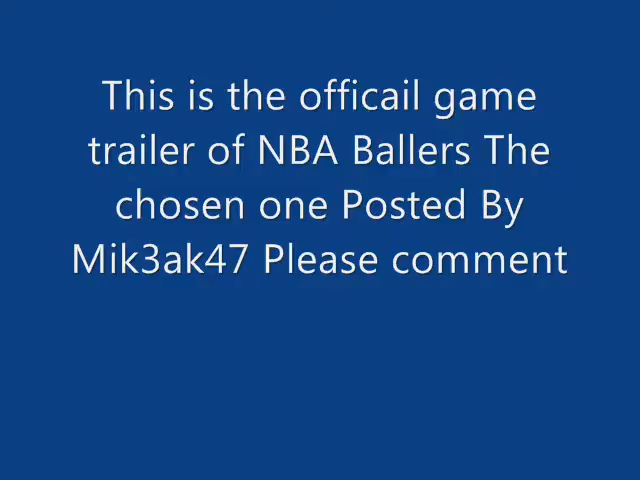 This is the officail game
trailer of NBA Ballers The
chosen one Posted By
Mik3ak47 Please comment